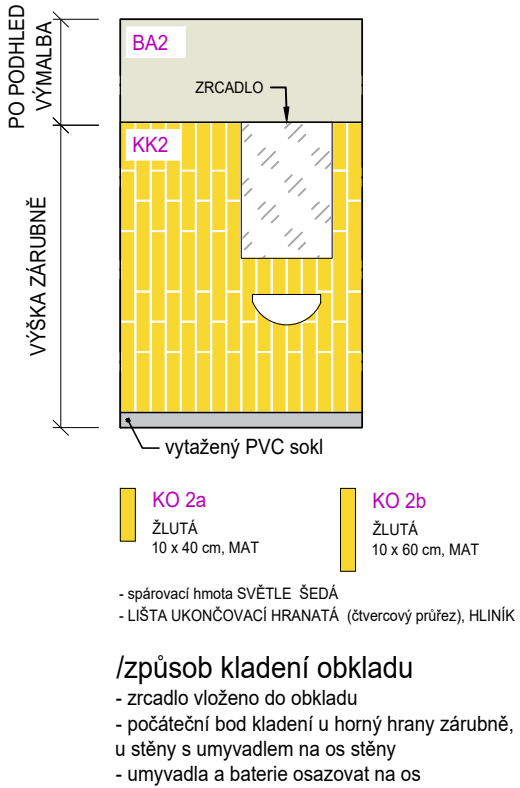 PO PODHLED
VÝMALBA
BA2
ZRCADLO
KK2
VÝŠKA ZÁRUBNĚ
vytažený PVC sokl
KO 2a
ŽLUTÁ
10 x 40 cm, MAT
KO 2b
ŽLUTÁ
10 x 60 cm, MAT
- spárovací hmota SVĚTLE ŠEDÁ
- LIŠTA UKONČOVACÍ HRANATÁ (čtvercový průřez), HLINÍK
/způsob kladení obkladu
- zrcadlo vloženo do obkladu
- počáteční bod kladení u horný hrany zárubně,
u stěny s umyvadlem na os stěny
- umyvadla a baterie osazovat na os